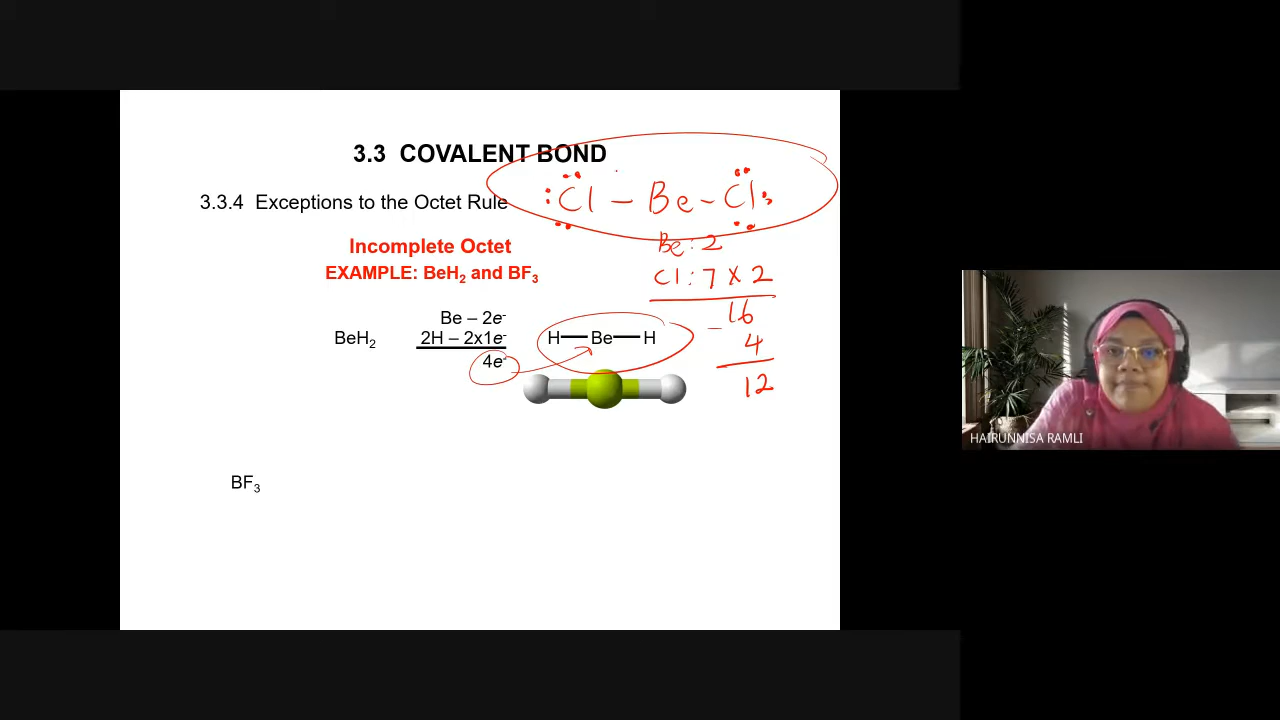 3.3 COVALENT BOND
:Cl – Be – Cl:
3.3.4 Exceptions to the Octet Rule
Be : 2
Incomplete Octet
EXAMPLE: BeH2 and BF3
Cl : 7 x 2
16
Be – 2e-
BeH2
2H – 2x1e-
H—Be—H
- 4
4e-
12
HAIRUNNISA RAMLI
BF3